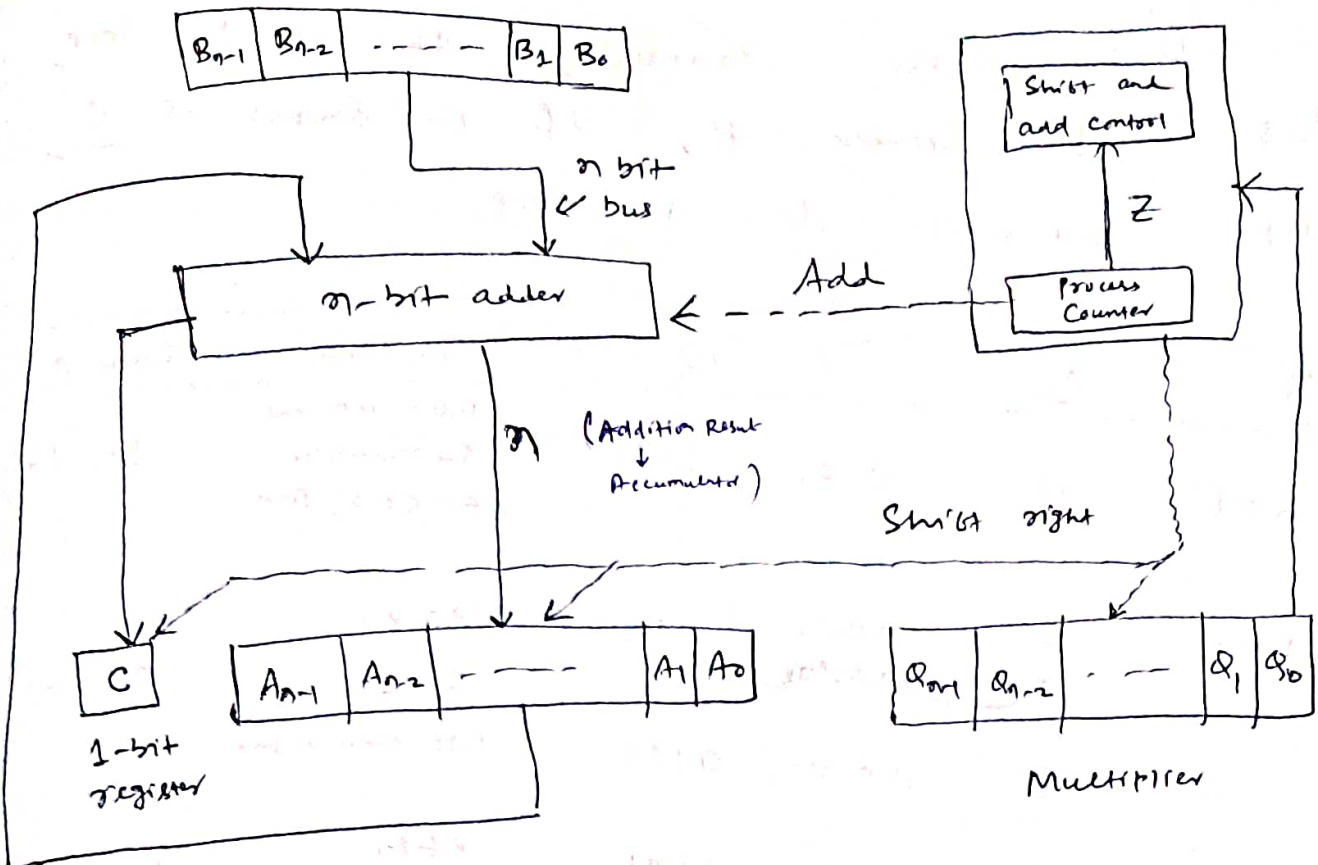 Bn-1 Bn-2 ---- B1 B0
Shift and
add control
n bit
bus
Z
n-bit adder
Add
Process
Counter
n
(Addition Result
↓
Accumulator)
Shift right
C
An-1 An-2 ---- A1 A0
Qn-1 Qn-2 . -- Q1 Q0
1-bit
register
Multiplier